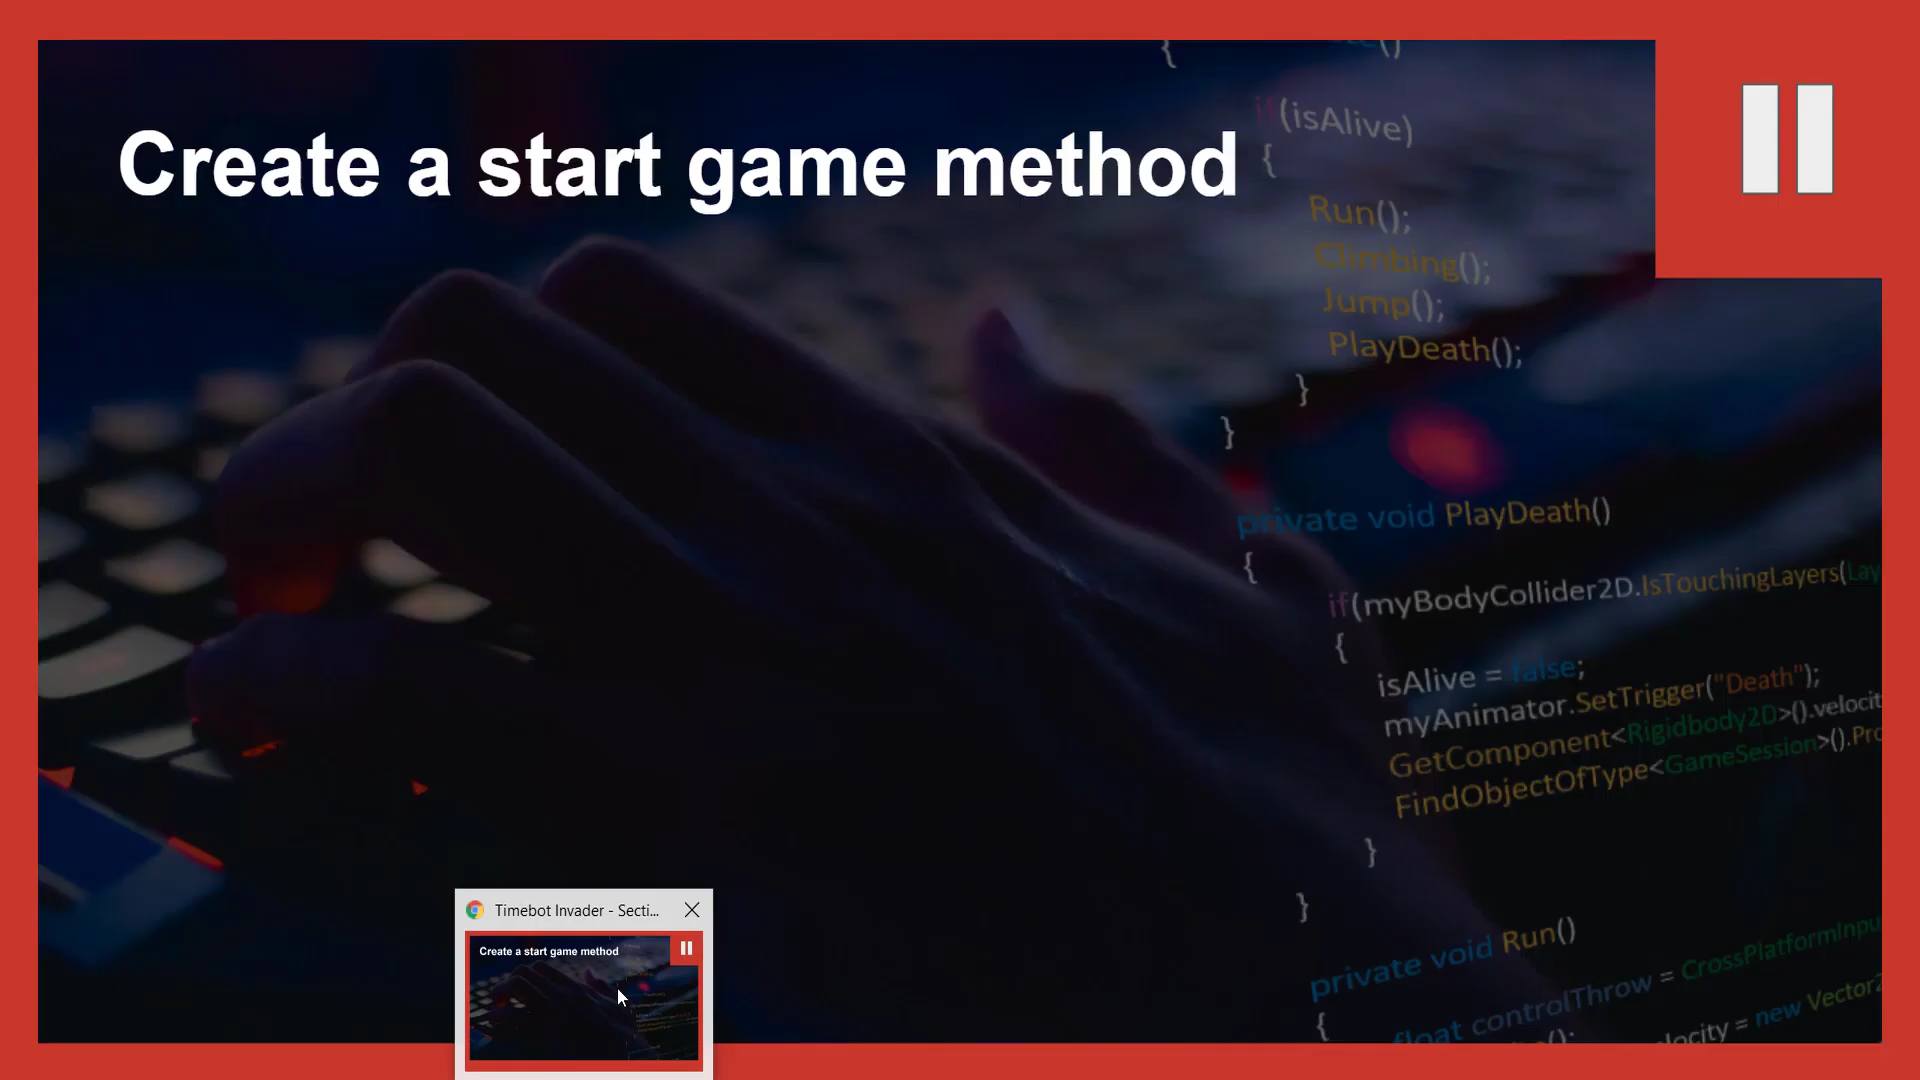 {
if(isAlive)
Create a start game method
{
Run();
Climbing();
Jump();
PlayDeath();
}
}
private void PlayDeath()
{
if(myBodyCollider2D.IsTouchingLayers(
{
isAlive = false;
myAnimator.SetTrigger("Death");
GetComponent<Rigidbody2D>().velocit
FindObjectOfType<GameSession>().Pro
}
}
private void Run()
{
float controlThrow = CrossPlatformInpu
velocity = new Vector2
Timebot Invader - Secti...
Create a start game method